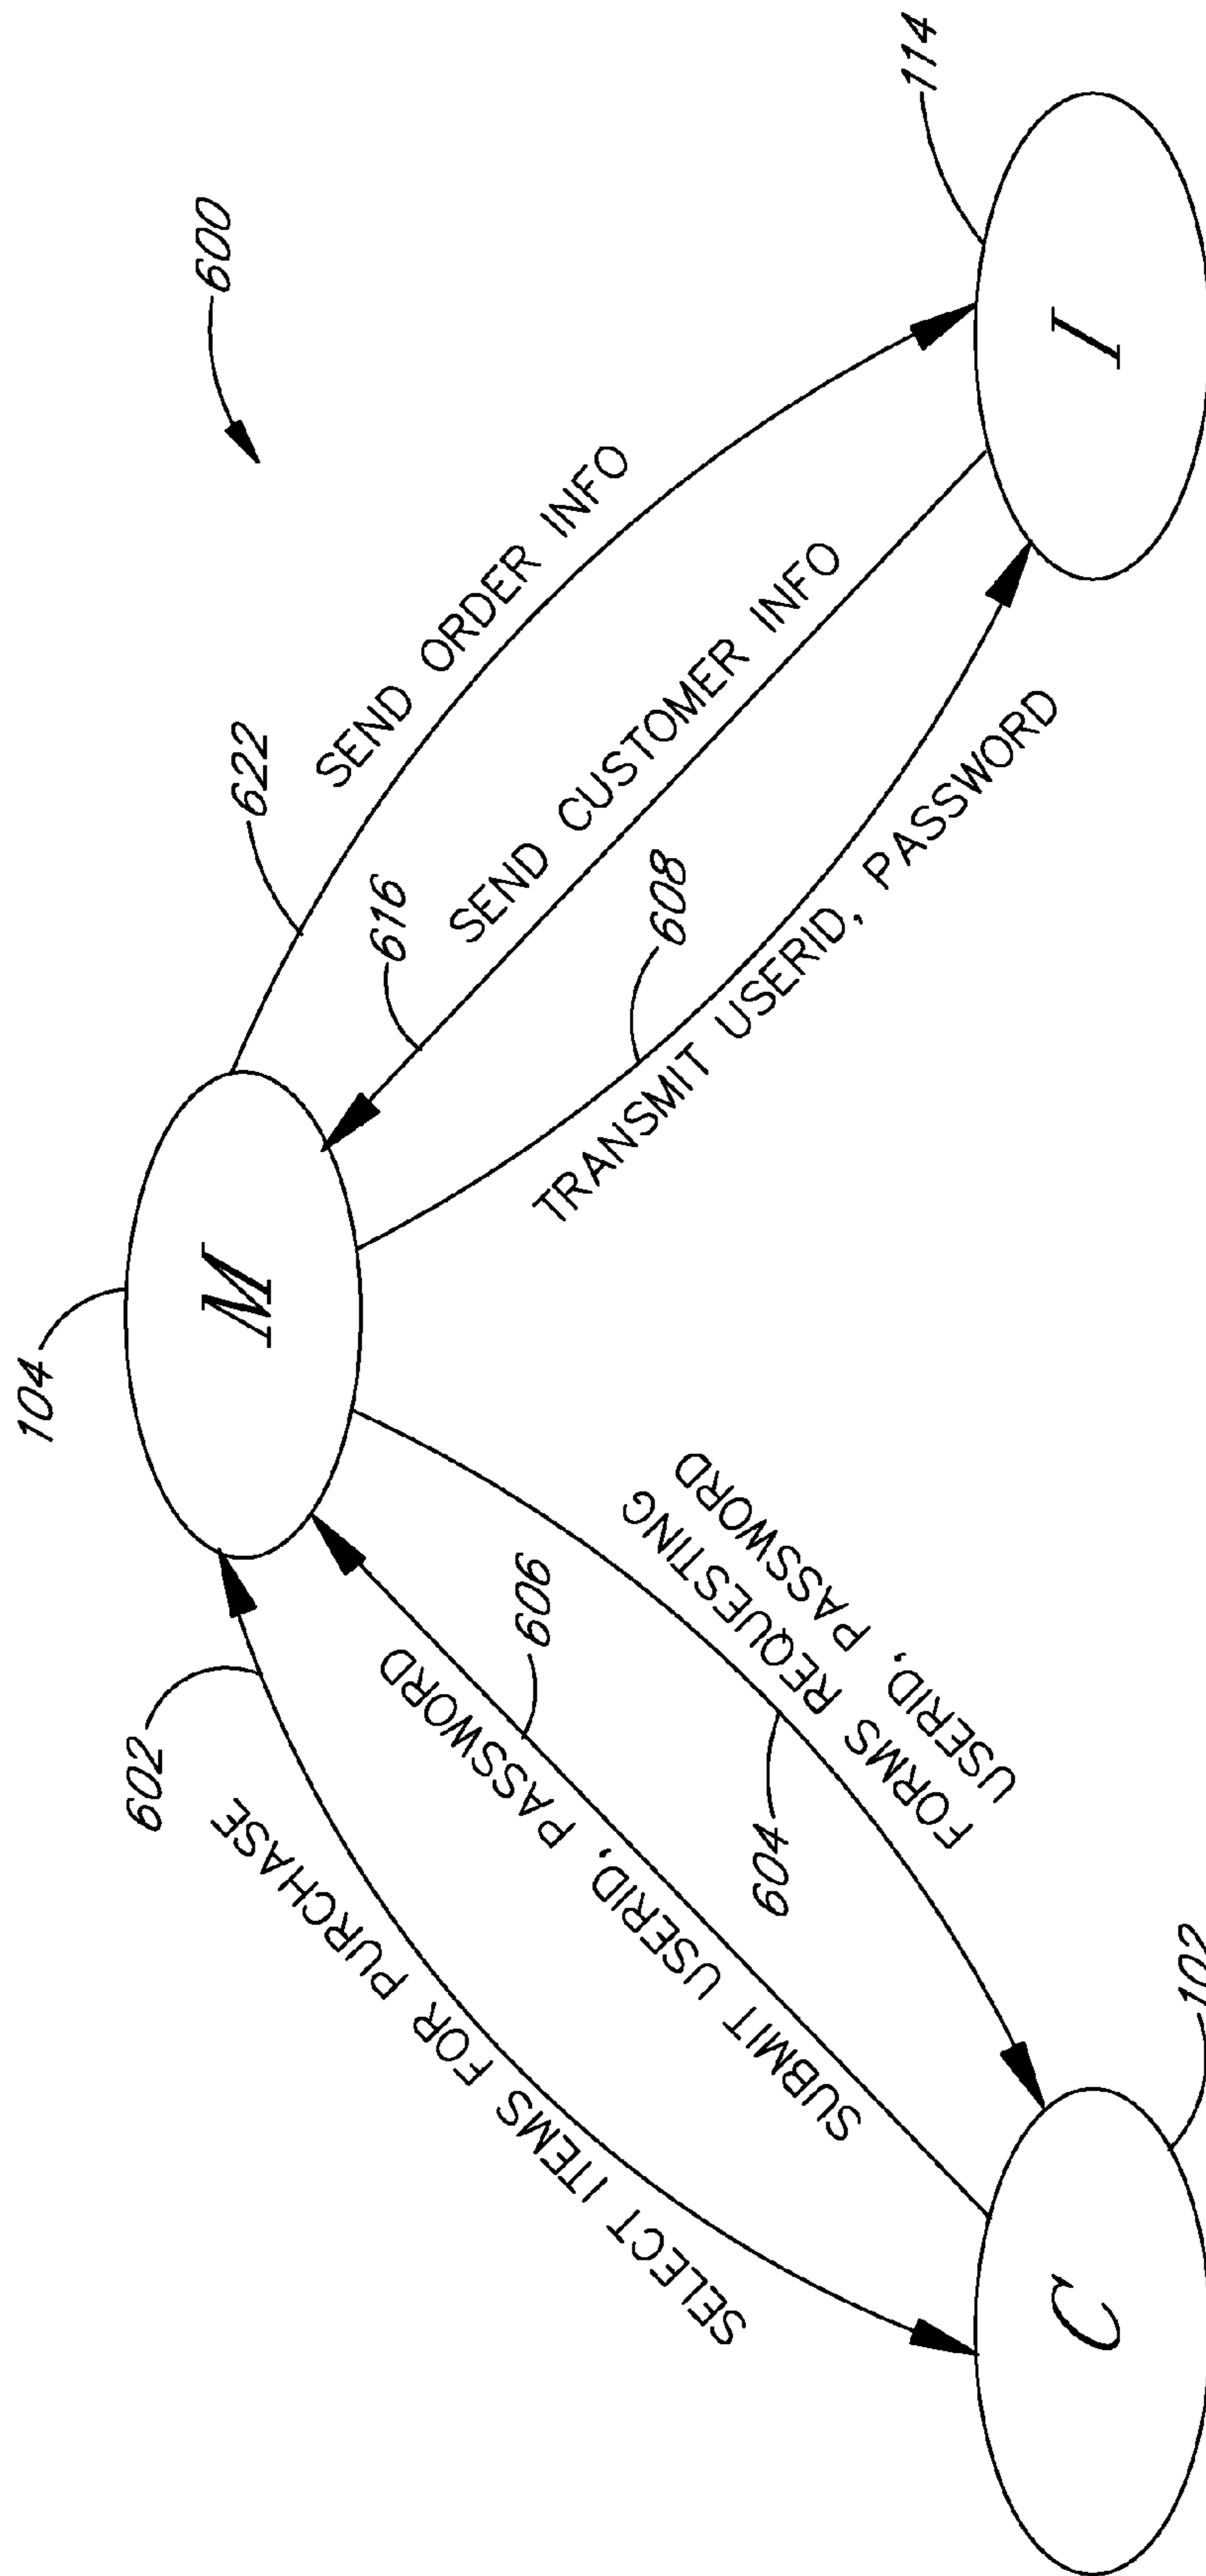 600
104
M
602
SELECT ITEMS FOR PURCHASE
606
SUBMIT USERID, PASSWORD
604
FORMS REQUESTING
USERID, PASSWORD
622
SEND ORDER INFO
616
SEND CUSTOMER INFO
608
TRANSMIT USERID, PASSWORD
C
102
I
114